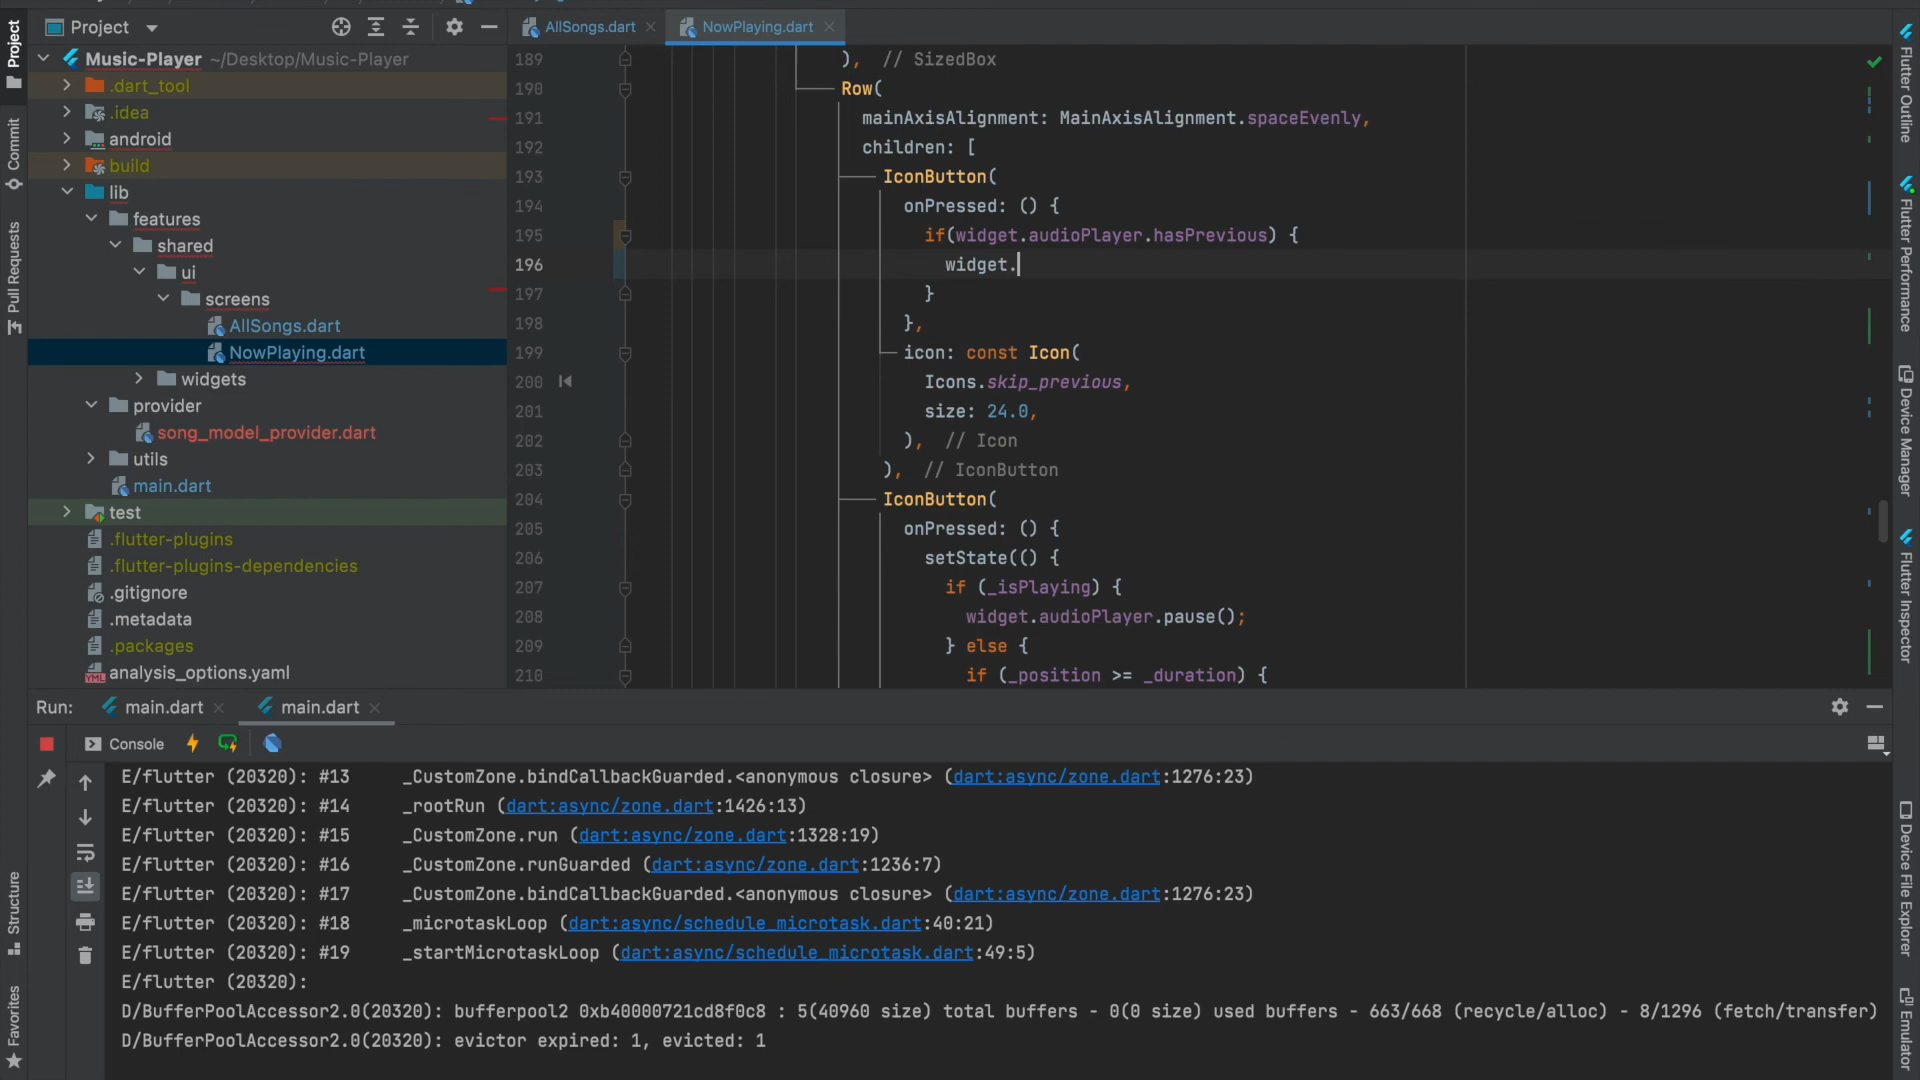 Project
AllSongs.dart
NowPlaying.dart
Music-Player ~/Desktop/Music-Player
.dart_tool
.idea
android
build
lib
features
shared
ui
screens
AllSongs.dart
NowPlaying.dart
widgets
provider
song_model_provider.dart
utils
main.dart
test
.flutter-plugins
.flutter-plugins-dependencies
.gitignore
.metadata
.packages
analysis_options.yaml
189 ), // SizedBox
190 Row(
191 mainAxisAlignment: MainAxisAlignment.spaceEvenly,
192 children: [
193 IconButton(
194 onPressed: () {
195 if(widget.audioPlayer.hasPrevious) {
196 widget.
197 }
198 },
199 icon: const Icon(
200 Icons.skip_previous,
201 size: 24.0,
202 ), // Icon
203 ), // IconButton
204 IconButton(
205 onPressed: () {
206 setState(() {
207 if (_isPlaying) {
208 widget.audioPlayer.pause();
209 } else {
210 if (_position >= _duration) {
Run: main.dart main.dart
Console
E/flutter (20320): #13 _CustomZone.bindCallbackGuarded.<anonymous closure> (dart:async/zone.dart:1276:23)
E/flutter (20320): #14 _rootRun (dart:async/zone.dart:1426:13)
E/flutter (20320): #15 _CustomZone.run (dart:async/zone.dart:1328:19)
E/flutter (20320): #16 _CustomZone.runGuarded (dart:async/zone.dart:1236:7)
E/flutter (20320): #17 _CustomZone.bindCallbackGuarded.<anonymous closure> (dart:async/zone.dart:1276:23)
E/flutter (20320): #18 _microtaskLoop (dart:async/schedule_microtask.dart:40:21)
E/flutter (20320): #19 _startMicrotaskLoop (dart:async/schedule_microtask.dart:49:5)
E/flutter (20320):
D/BufferPoolAccessor2.0(20320): bufferpool2 0xb40000721cd8f0c8 : 5(40960 size) total buffers - 0(0 size) used buffers - 663/668 (recycle/alloc) - 8/1296 (fetch/transfer)
D/BufferPoolAccessor2.0(20320): evictor expired: 1, evicted: 1
Project
Commit
Pull Requests
Structure
Favorites
Flutter Outline
Flutter Performance
Device Manager
Flutter Inspector
Device File Explorer
Emulator